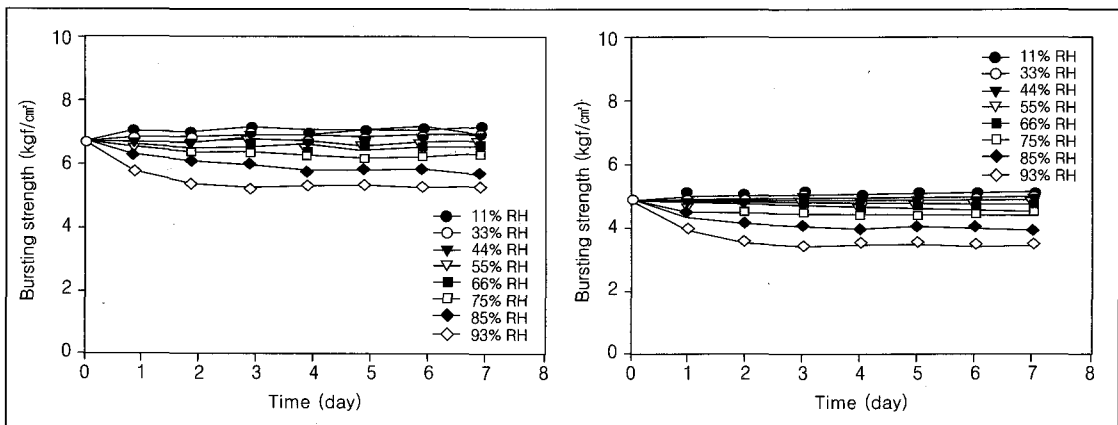 10
8
6
4
2
0
Bursting strength (kgf/㎠)
11% RH
33% RH
44% RH
55% RH
66% RH
75% RH
85% RH
93% RH
0 1 2 3 4 5 6 7 8
Time (day)
10
8
6
4
2
0
Bursting strength (kgf/㎠)
11% RH
33% RH
44% RH
55% RH
66% RH
75% RH
85% RH
93% RH
0 1 2 3 4 5 6 7 8
Time (day)